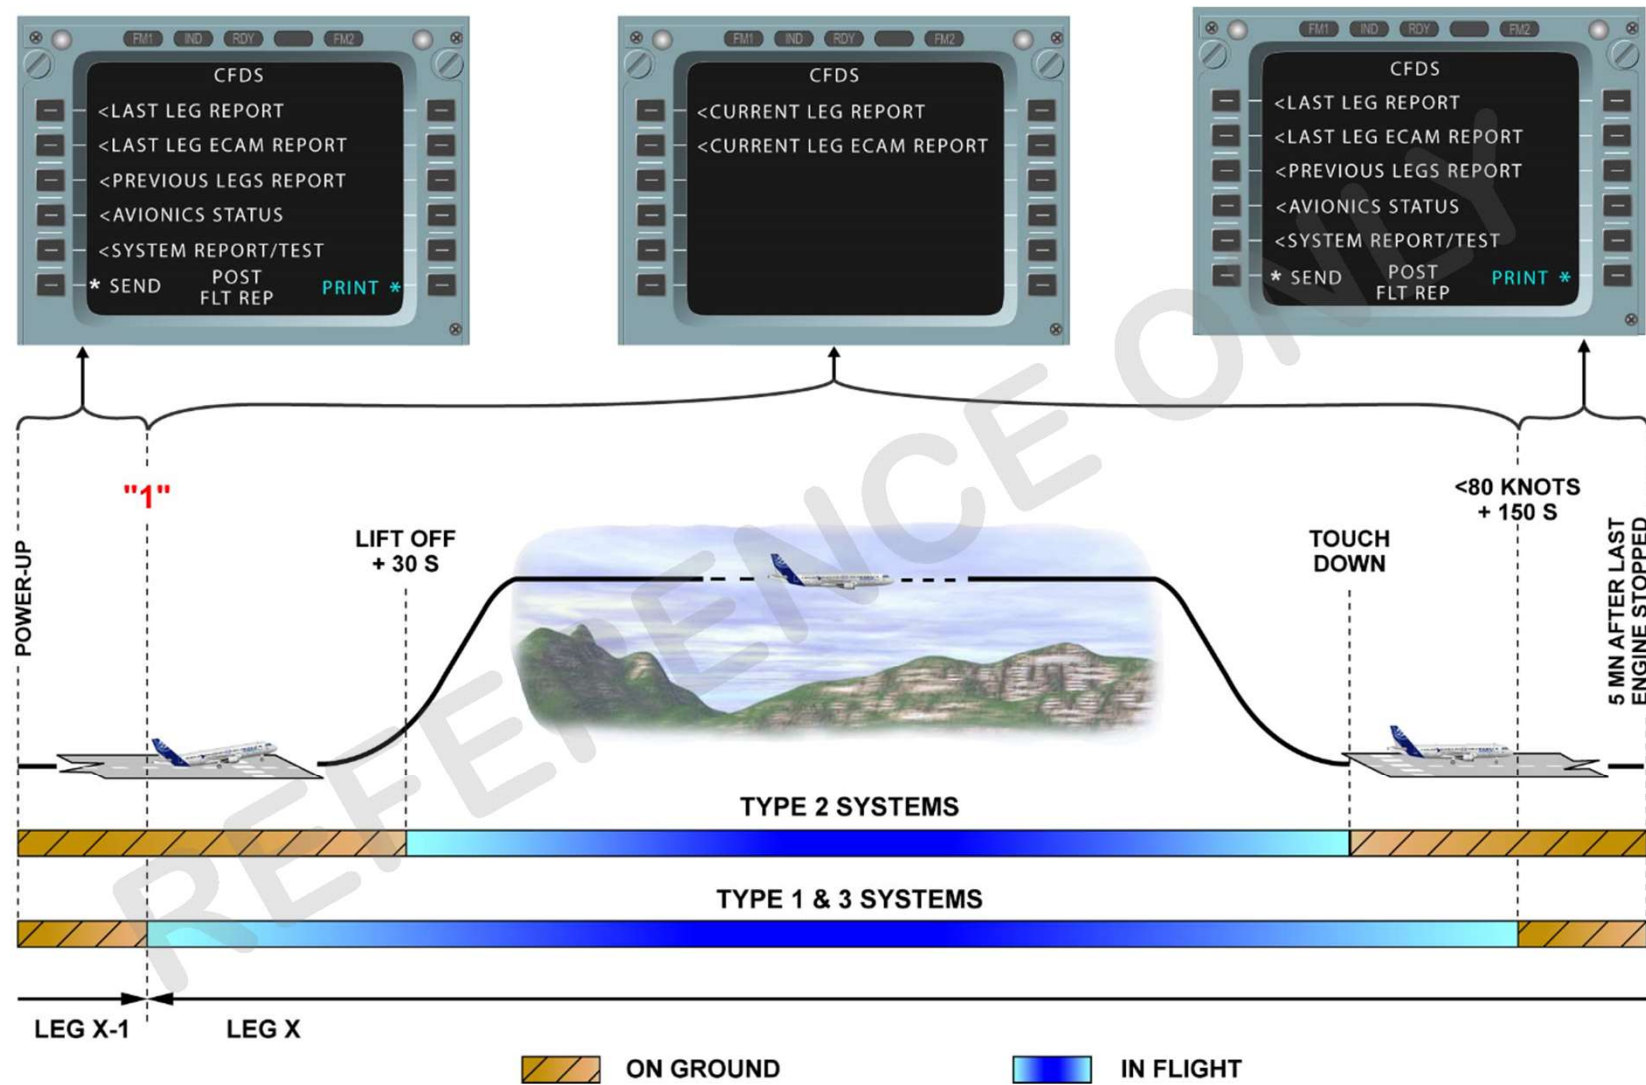 FM1 IND RDY FM2
CFDS
<LAST LEG REPORT
<LAST LEG ECAM REPORT
<PREVIOUS LEGS REPORT
<AVIONICS STATUS
<SYSTEM REPORT/TEST
* SEND POST FLT REP PRINT *
FM1 IND RDY FM2
CFDS
<CURRENT LEG REPORT
<CURRENT LEG ECAM REPORT
FM1 IND RDY FM2
CFDS
<LAST LEG REPORT
<LAST LEG ECAM REPORT
<PREVIOUS LEGS REPORT
<AVIONICS STATUS
<SYSTEM REPORT/TEST
* SEND POST FLT REP PRINT *
POWER-UP
"1"
LIFT OFF
+ 30 S
TOUCH
DOWN
<80 KNOTS
+ 150 S
5 MN AFTER LAST
ENGINE STOPPED
TYPE 2 SYSTEMS
TYPE 1 & 3 SYSTEMS
LEG X-1
LEG X
ON GROUND
IN FLIGHT
REFERENCE ONLY